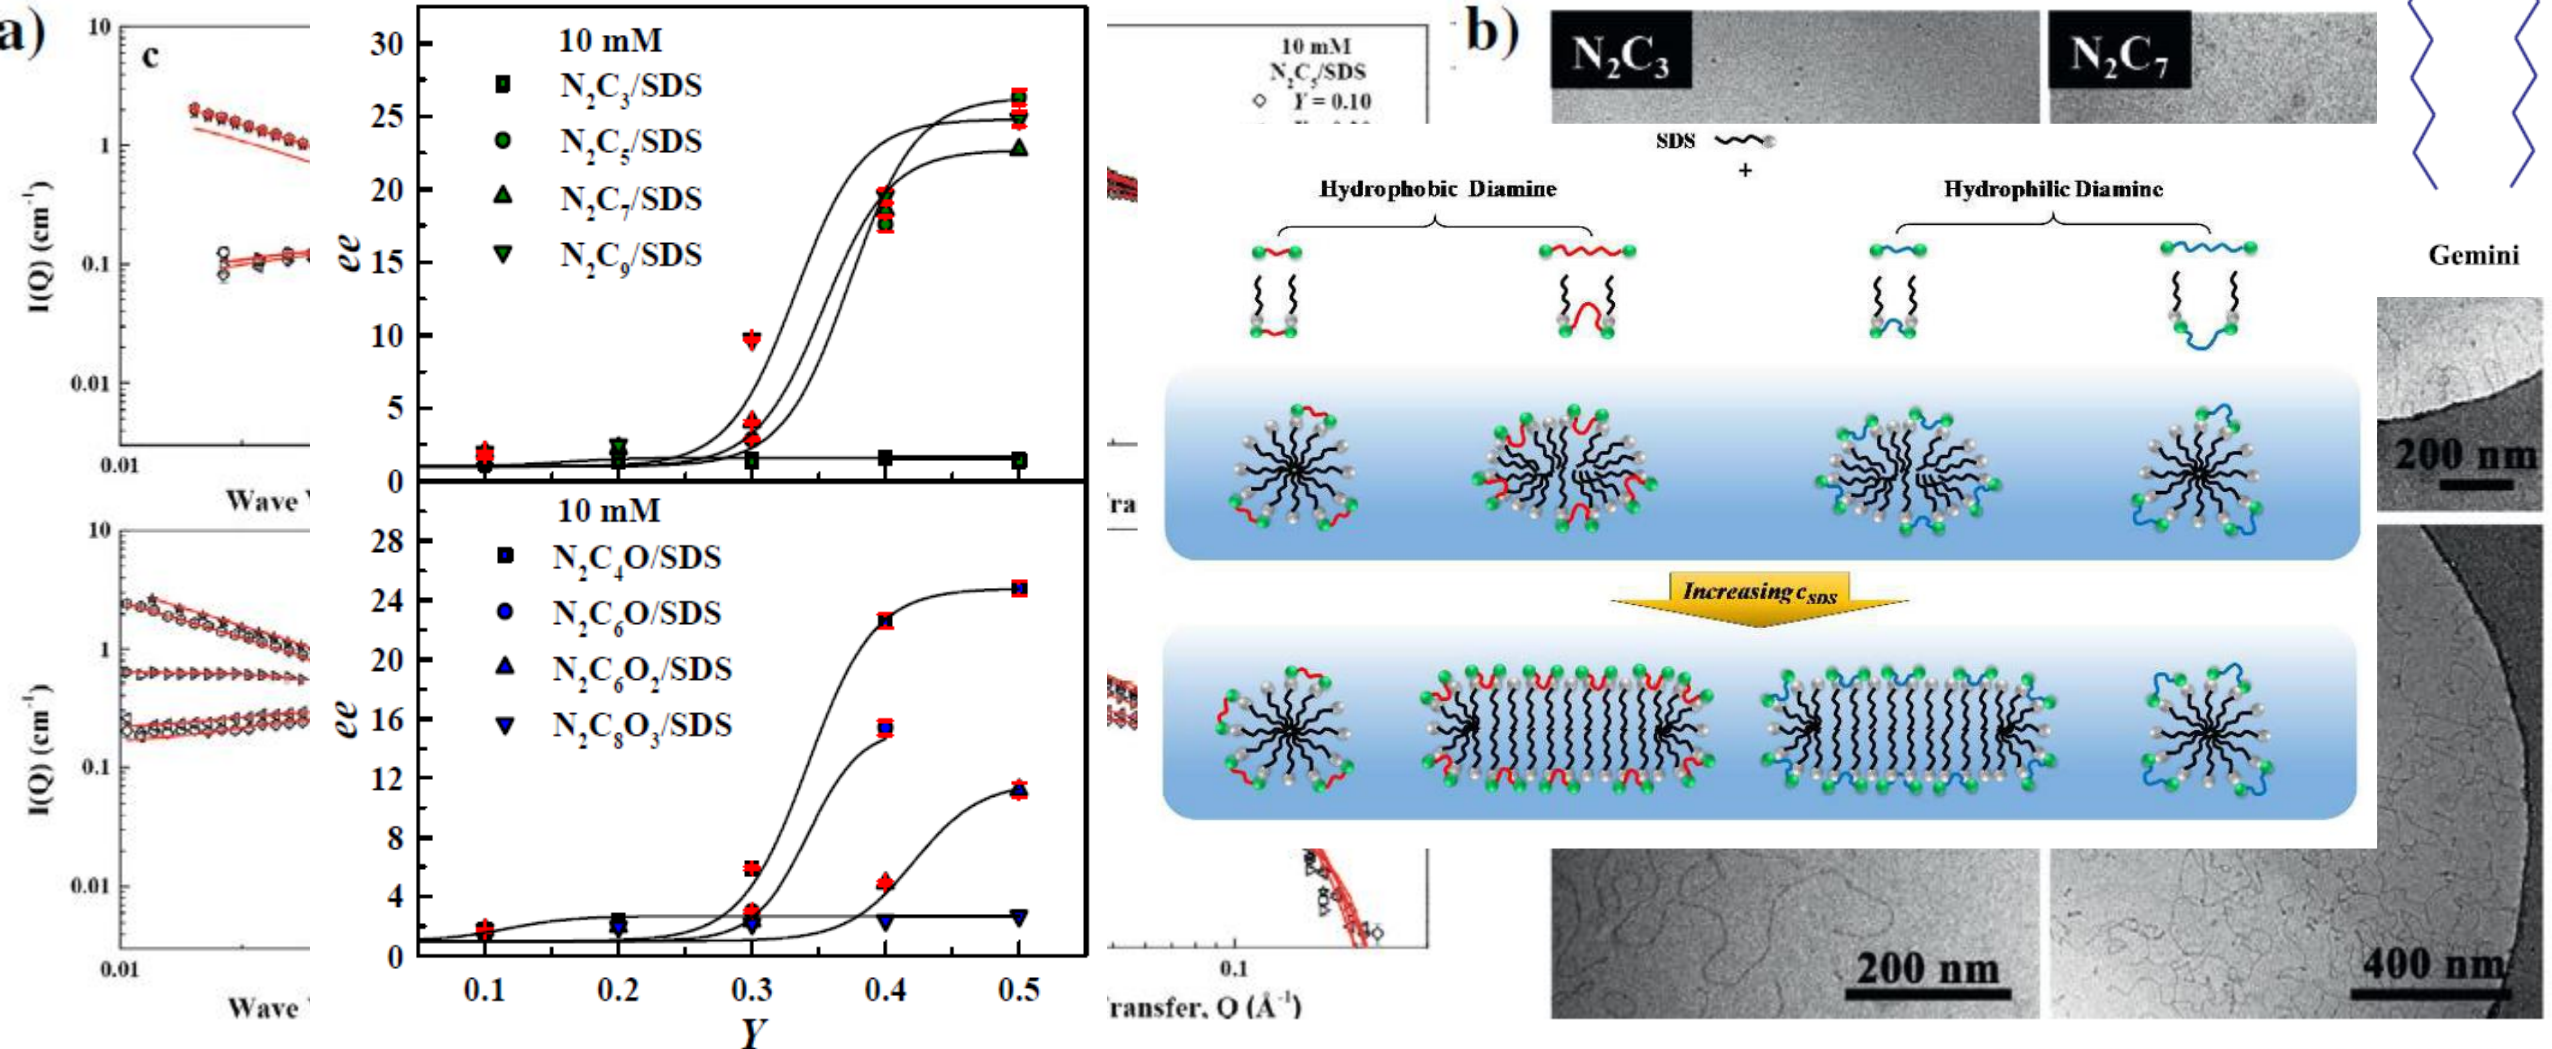 a)
10
c
1
0.1
0.01
0.01
I(Q) (cm⁻¹)
Wave
10
1
0.1
0.01
0.01
I(Q) (cm⁻¹)
Wave
30
25
20
15
10
5
0
ee
10 mM
N₂C₃/SDS
N₂C₅/SDS
N₂C₇/SDS
N₂C₉/SDS
28
24
20
16
12
8
4
0
ee
10 mM
N₂C₄O/SDS
N₂C₆O/SDS
N₂C₆O₂/SDS
N₂C₈O₃/SDS
0.1
0.2
0.3
0.4
0.5
Y
10 mM
N₂C₅/SDS
Y = 0.10
ra
0.1
ransfer, Q (Å⁻¹)
b)
N₂C₃
N₂C₇
SDS
+
Hydrophobic Diamine
Hydrophilic Diamine
Increasing c_SDS
Gemini
200 nm
200 nm
400 nm